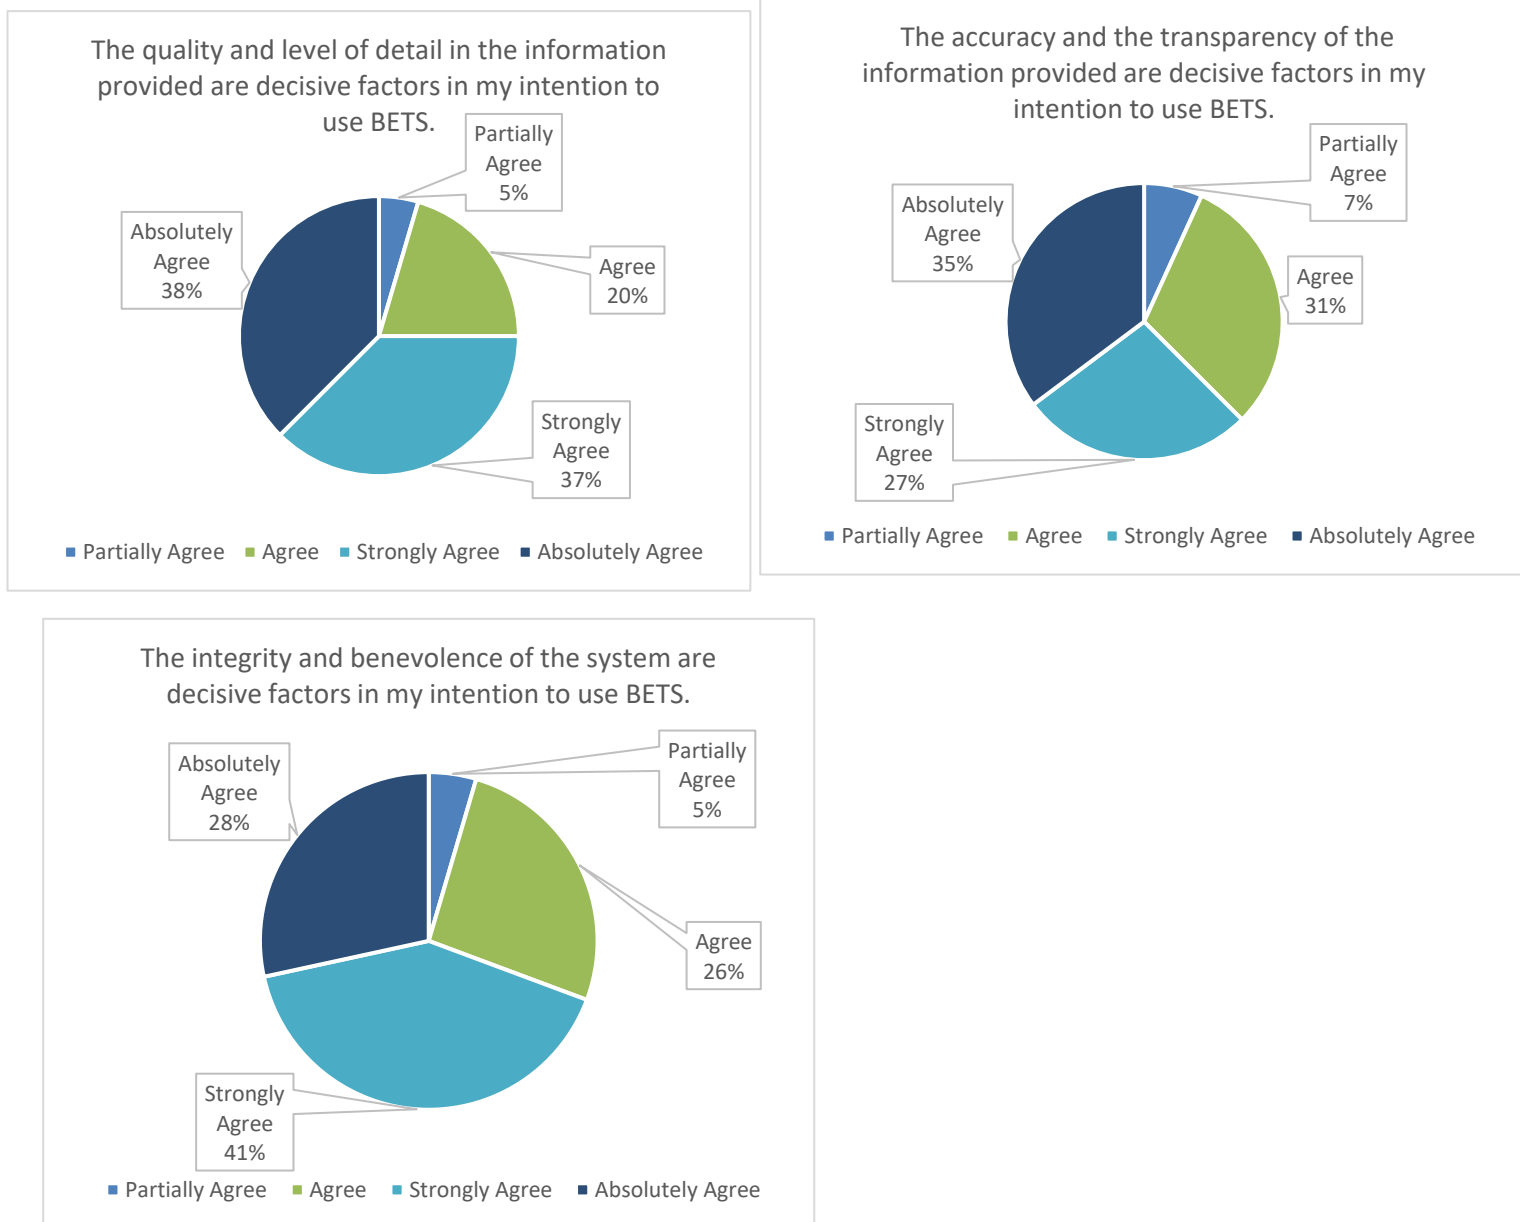 The quality and level of detail in the information
provided are decisive factors in my intention to
use BETS.
Partially
Agree
5%
Absolutely
Agree
38%
Agree
20%
Strongly
Agree
37%
Partially Agree Agree Strongly Agree Absolutely Agree
The accuracy and the transparency of the
information provided are decisive factors in my
intention to use BETS.
Partially
Agree
7%
Absolutely
Agree
35%
Agree
31%
Strongly
Agree
27%
Partially Agree Agree Strongly Agree Absolutely Agree
The integrity and benevolence of the system are
decisive factors in my intention to use BETS.
Partially
Agree
5%
Absolutely
Agree
28%
Agree
26%
Strongly
Agree
41%
Partially Agree Agree Strongly Agree Absolutely Agree